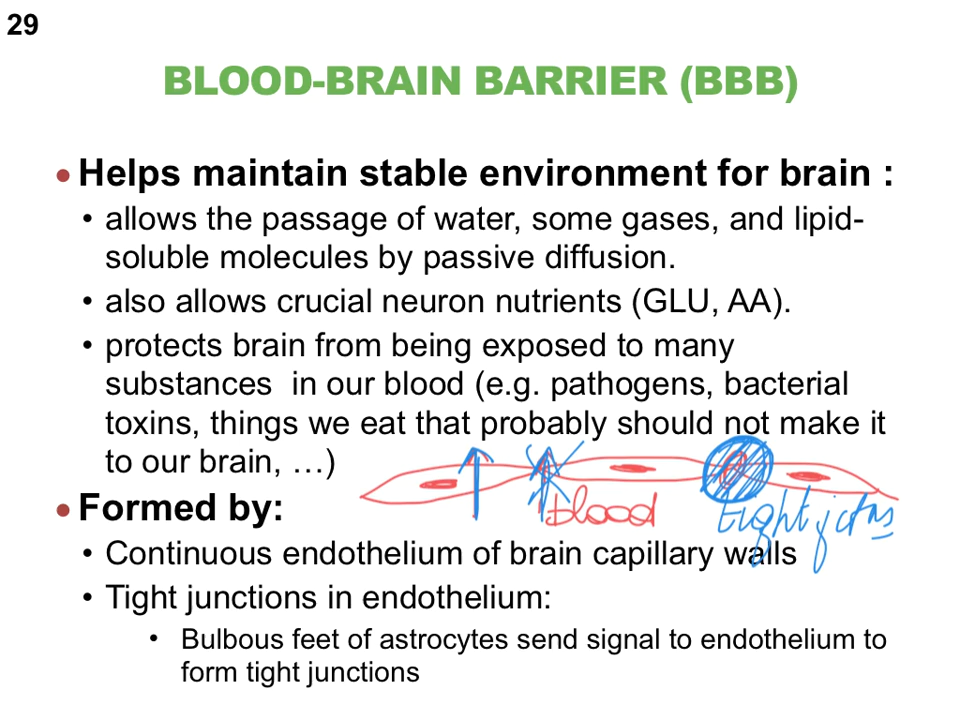 29
BLOOD-BRAIN BARRIER (BBB)
• Helps maintain stable environment for brain :
• allows the passage of water, some gases, and lipid-
soluble molecules by passive diffusion.
• also allows crucial neuron nutrients (GLU, AA).
• protects brain from being exposed to many
substances in our blood (e.g. pathogens, bacterial
toxins, things we eat that probably should not make it
to our brain, …)
blood
tight jctns
• Formed by:
• Continuous endothelium of brain capillary walls
• Tight junctions in endothelium:
• Bulbous feet of astrocytes send signal to endothelium to
form tight junctions